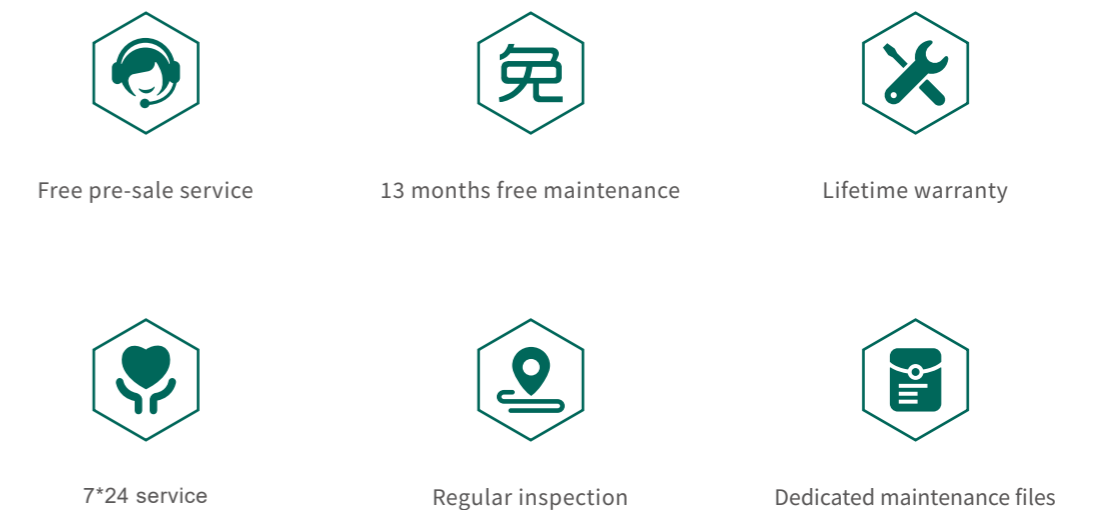 免
Free pre-sale service
13 months free maintenance
Lifetime warranty
7*24 service
Regular inspection
Dedicated maintenance files